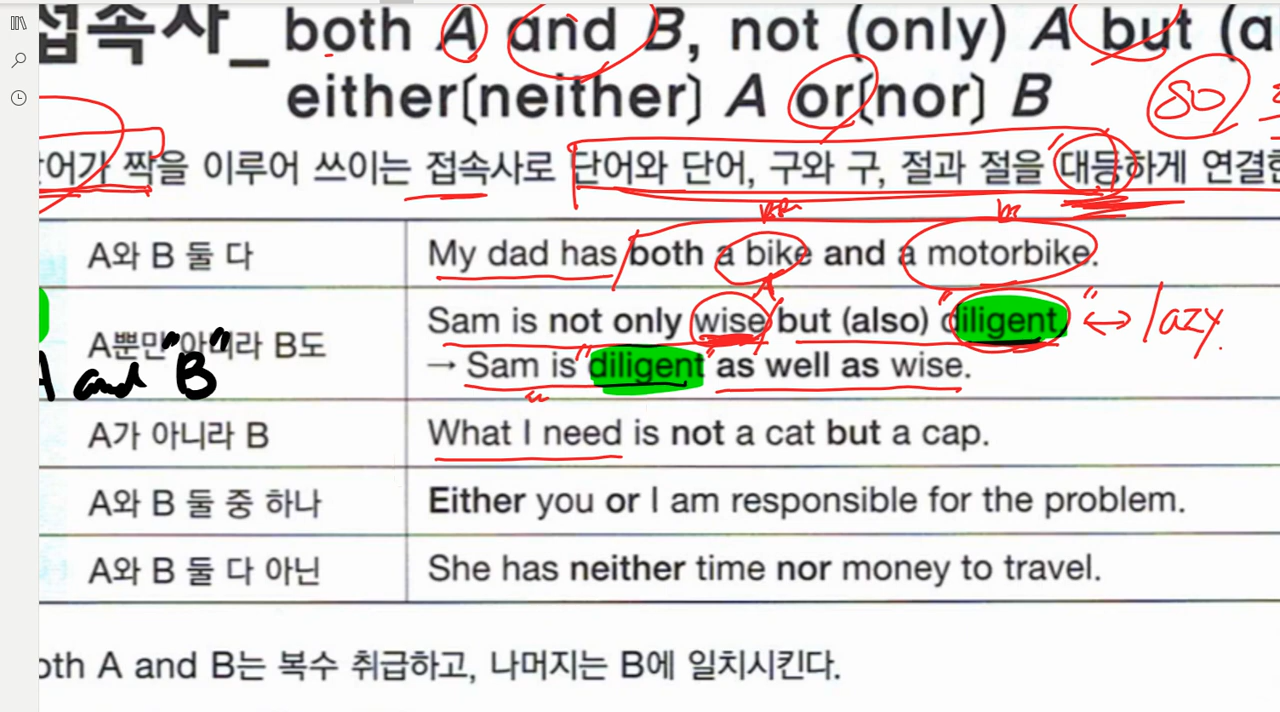 접속사_ both A and B, not (only) A but (a
either(neither) A or(nor) B
80
어가 짝을 이루어 쓰이는 접속사로 단어와 단어, 구와 구, 절과 절을 대등하게 연결한
A와 B 둘 다
My dad has both a bike and a motorbike.
A뿐만 아니라 B도
A and "B"
Sam is not only wise but (also) diligent. ↔ lazy.
→ Sam is "diligent" as well as wise.
A가 아니라 B
What I need is not a cat but a cap.
A와 B 둘 중 하나
Either you or I am responsible for the problem.
A와 B 둘 다 아닌
She has neither time nor money to travel.
oth A and B는 복수 취급하고, 나머지는 B에 일치시킨다.